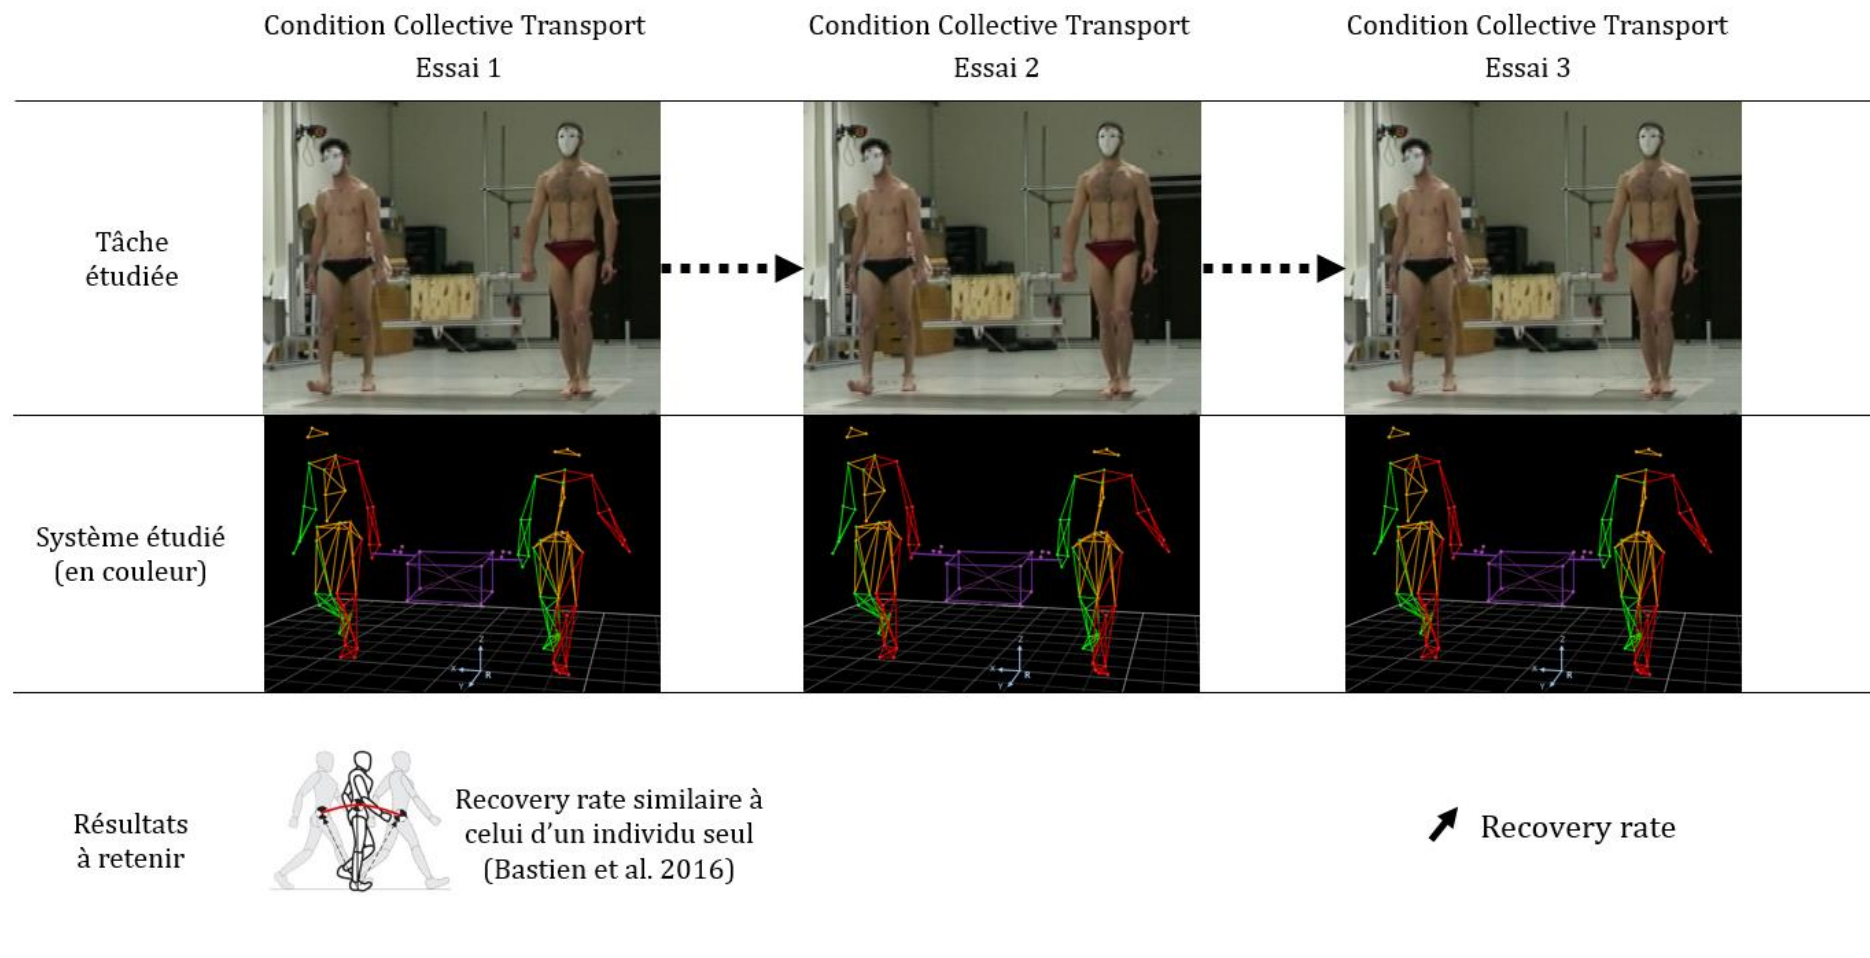 Condition Collective Transport
Essai 1
Condition Collective Transport
Essai 2
Condition Collective Transport
Essai 3
Tâche
étudiée
Système étudié
(en couleur)
Z
X
Y
R
Z
X
Y
R
Z
X
Y
R
Résultats
à retenir
Recovery rate similaire à
celui d'un individu seul
(Bastien et al. 2016)
Recovery rate